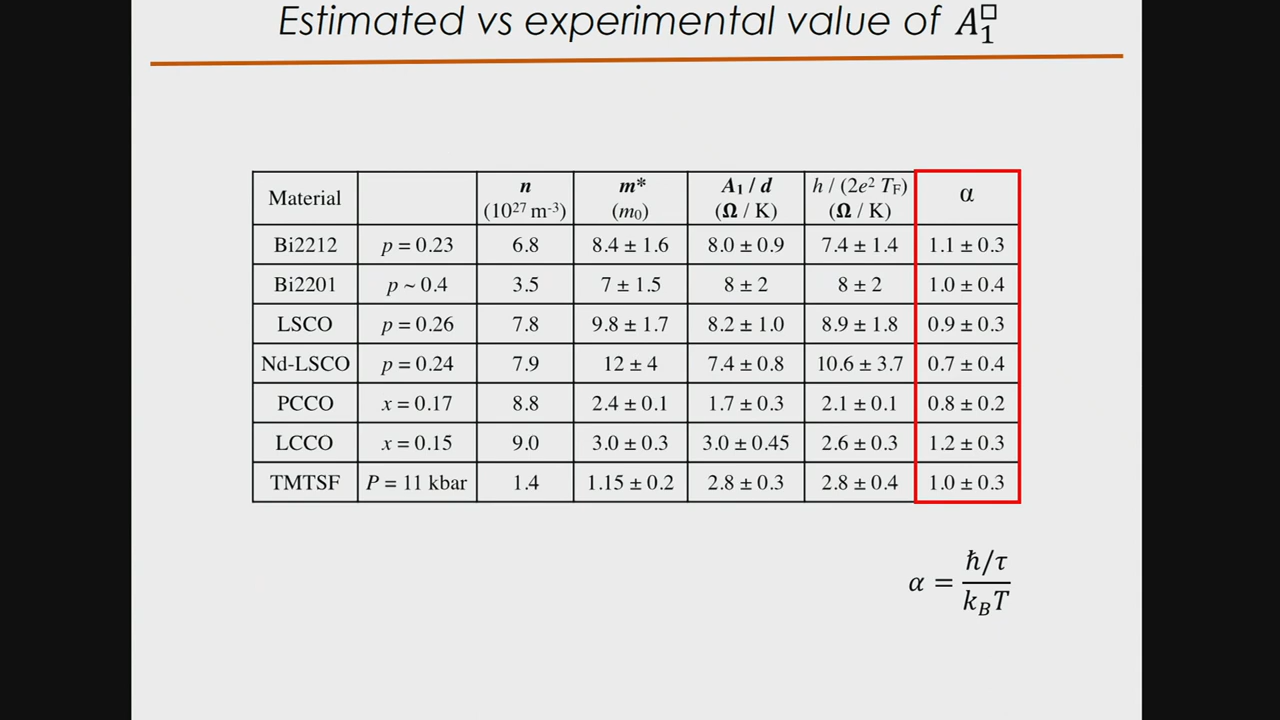 Estimated vs experimental value of A₁□
Material n (10²⁷ m⁻³) m* (m₀) A₁ / d (Ω / K) h / (2e² T_F) (Ω / K) α
Bi2212 p = 0.23 6.8 8.4 ± 1.6 8.0 ± 0.9 7.4 ± 1.4 1.1 ± 0.3
Bi2201 p ~ 0.4 3.5 7 ± 1.5 8 ± 2 8 ± 2 1.0 ± 0.4
LSCO p = 0.26 7.8 9.8 ± 1.7 8.2 ± 1.0 8.9 ± 1.8 0.9 ± 0.3
Nd-LSCO p = 0.24 7.9 12 ± 4 7.4 ± 0.8 10.6 ± 3.7 0.7 ± 0.4
PCCO x = 0.17 8.8 2.4 ± 0.1 1.7 ± 0.3 2.1 ± 0.1 0.8 ± 0.2
LCCO x = 0.15 9.0 3.0 ± 0.3 3.0 ± 0.45 2.6 ± 0.3 1.2 ± 0.3
TMTSF P = 11 kbar 1.4 1.15 ± 0.2 2.8 ± 0.3 2.8 ± 0.4 1.0 ± 0.3
α = ħ/τ / k_B T